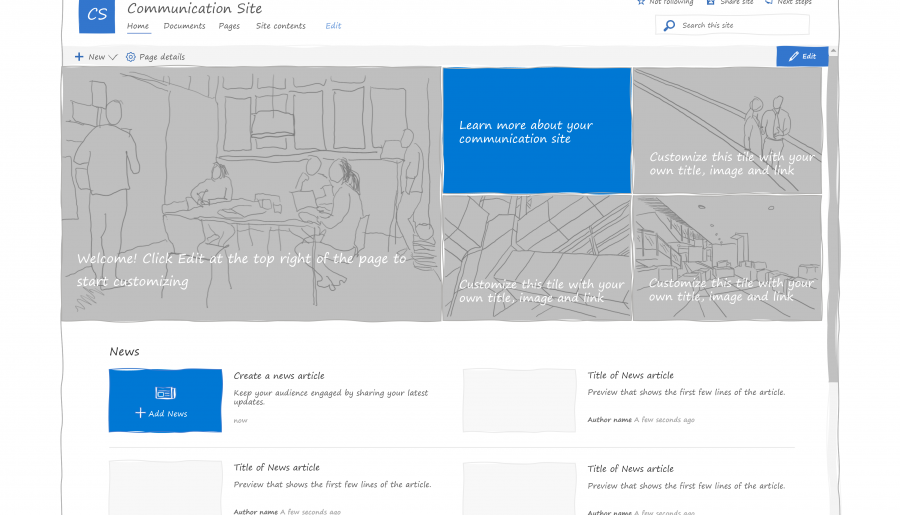 Communication Site
CS
Not following
Share site
Next steps
Home Documents Pages Site contents Edit
Search this site
New
Page details
Edit
Learn more about your
communication site
Customize this tile with your
own title, image and link
Welcome! Click Edit at the top right of the page to
start customizing
Customize this tile with your
own title, image and link
Customize this tile with your
own title, image and link
News
Add News
Create a news article
Keep your audience engaged by sharing your latest
updates.
now
Title of News article
Preview that shows the first few lines of the article.
Author name A few seconds ago
Title of News article
Preview that shows the first few lines of the article.
Author name A few seconds ago
Title of News article
Preview that shows the first few lines of the article.
Author name A few seconds ago